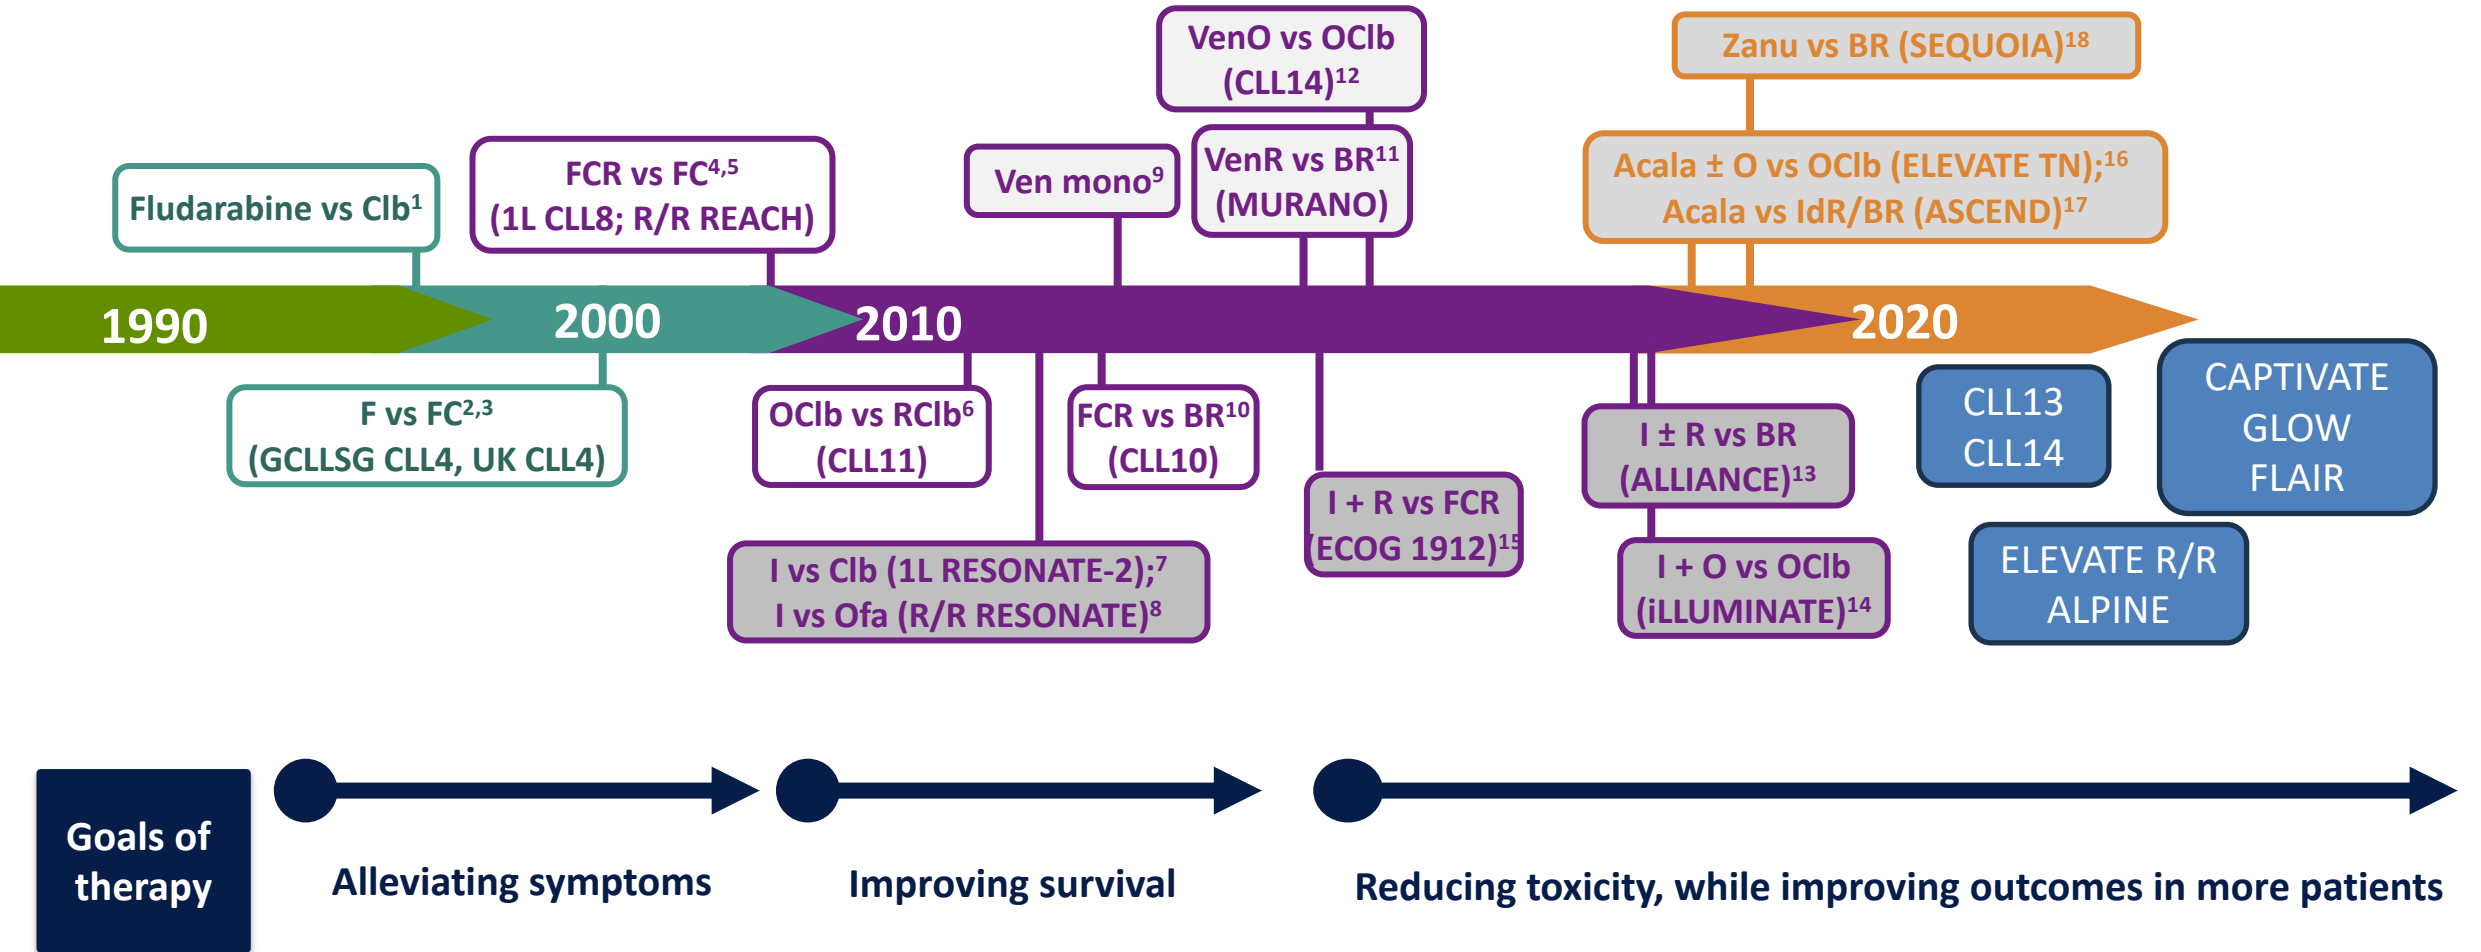 VenO vs OClb
(CLL14)12
Zanu vs BR (SEQUOIA)18
Fludarabine vs Clb1
FCR vs FC4,5
(1L CLL8; R/R REACH)
Ven mono9
VenR vs BR11
(MURANO)
Acala ± O vs OClb (ELEVATE TN);16
Acala vs IdR/BR (ASCEND)17
1990
2000
2010
2020
F vs FC2,3
(GCLLSG CLL4, UK CLL4)
OClb vs RClb6
(CLL11)
FCR vs BR10
(CLL10)
I + R vs FCR
(ECOG 1912)15
I ± R vs BR
(ALLIANCE)13
CLL13
CLL14
CAPTIVATE
GLOW
FLAIR
I vs Clb (1L RESONATE-2);7
I vs Ofa (R/R RESONATE)8
I + O vs OClb
(iLLUMINATE)14
ELEVATE R/R
ALPINE
Goals of
therapy
Alleviating symptoms
Improving survival
Reducing toxicity, while improving outcomes in more patients